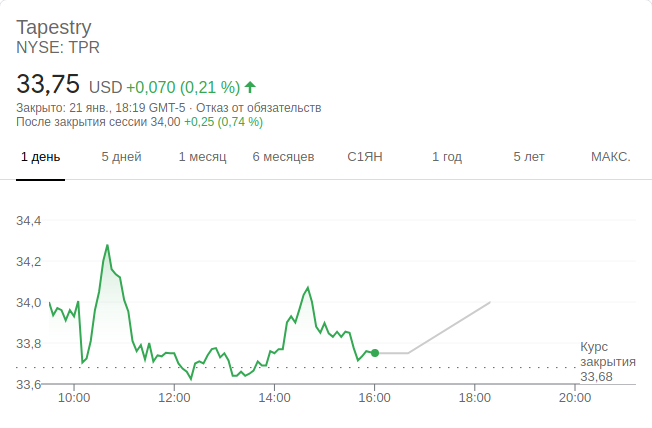 Tapestry
NYSE: TPR
33,75 USD +0,070 (0,21 %)
Закрыто: 21 янв., 18:19 GMT-5 · Отказ от обязательств
После закрытия сессии 34,00 +0,25 (0,74 %)
1 день 5 дней 1 месяц 6 месяцев С1ЯН 1 год 5 лет МАКС.
34,4
34,2
34,0
33,8
33,6
Курс
закрытия
33,68
10:00 12:00 14:00 16:00 18:00 20:00